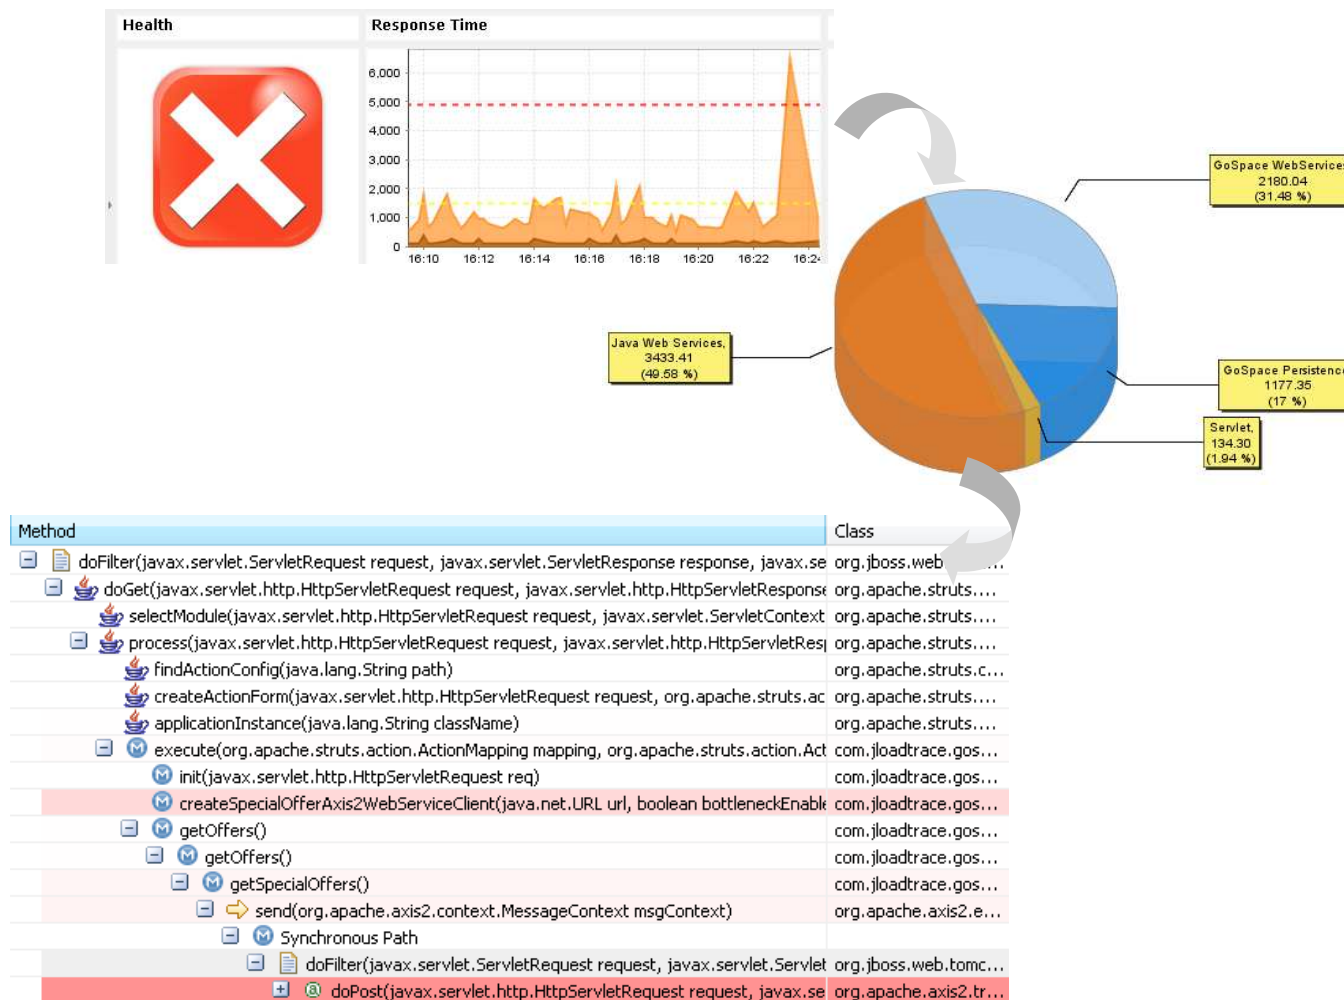 Health
Response Time
6,000
5,000
4,000
3,000
2,000
1,000
0
16:10 16:12 16:14 16:16 16:18 16:20 16:22 16:24
GoSpace WebServices
2180.04
(31.48 %)
Java Web Services,
3433.41
(49.58 %)
GoSpace Persistence
1177.35
(17 %)
Servlet,
134.30
(1.94 %)
Method Class
doFilter(javax.servlet.ServletRequest request, javax.servlet.ServletResponse response, javax.se org.jboss.web ...
doGet(javax.servlet.http.HttpServletRequest request, javax.servlet.http.HttpServletResponse org.apache.struts....
selectModule(javax.servlet.http.HttpServletRequest request, javax.servlet.ServletContext org.apache.struts....
process(javax.servlet.http.HttpServletRequest request, javax.servlet.http.HttpServletResp org.apache.struts....
findActionConfig(java.lang.String path) org.apache.struts.c...
createActionForm(javax.servlet.http.HttpServletRequest request, org.apache.struts.ac org.apache.struts....
applicationInstance(java.lang.String className) org.apache.struts....
execute(org.apache.struts.action.ActionMapping mapping, org.apache.struts.action.Act com.jloadtrace.gos...
init(javax.servlet.http.HttpServletRequest req) com.jloadtrace.gos...
createSpecialOfferAxis2WebServiceClient(java.net.URL url, boolean bottleneckEnable com.jloadtrace.gos...
getOffers() com.jloadtrace.gos...
getOffers() com.jloadtrace.gos...
getSpecialOffers() com.jloadtrace.gos...
send(org.apache.axis2.context.MessageContext msgContext) org.apache.axis2.e...
Synchronous Path
doFilter(javax.servlet.ServletRequest request, javax.servlet.Servlet org.jboss.web.tomc...
doPost(javax.servlet.http.HttpServletRequest request, javax.se org.apache.axis2.tr...